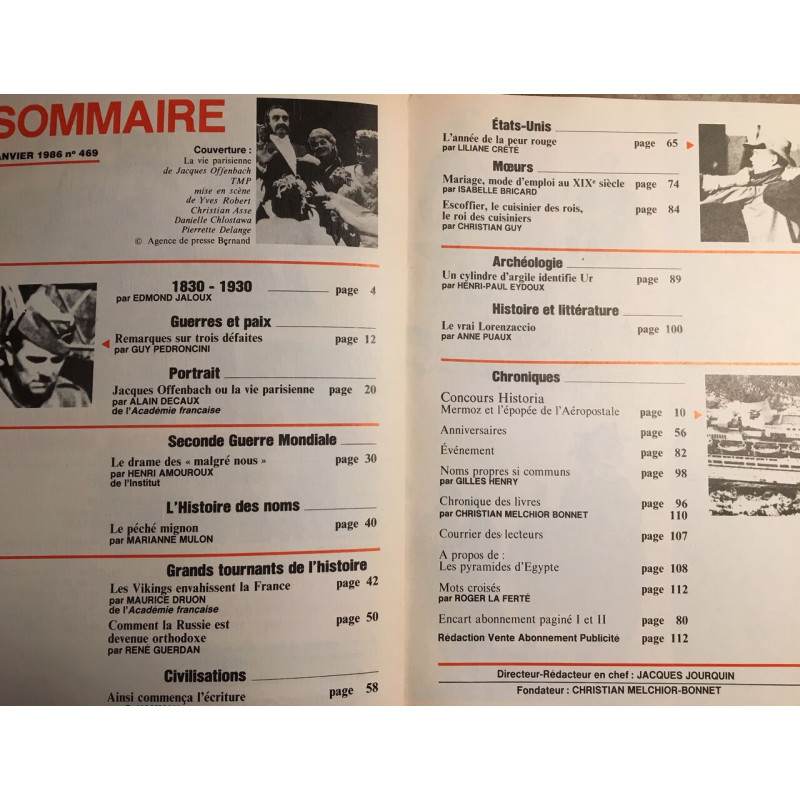 SOMMAIRE
ANVIER 1986 nº 469
Couverture :
La vie parisienne
de Jacques Offenbach
TMP
mise en scène
de Yves Robert
Christian Asse
Danielle Chlostawa
Pierrette Delange
© Agence de presse Bernand
1830 - 1930 page 4
par EDMOND JALOUX
Guerres et paix
Remarques sur trois défaites page 12
par GUY PEDRONCINI
Portrait
Jacques Offenbach ou la vie parisienne page 20
par ALAIN DECAUX
de l'Académie française
Seconde Guerre Mondiale
Le drame des « malgré nous » page 30
par HENRI AMOUROUX
de l'Institut
L'Histoire des noms
Le péché mignon page 40
par MARIANNE MULON
Grands tournants de l'histoire
Les Vikings envahissent la France page 42
par MAURICE DRUON
de l'Académie française
Comment la Russie est page 50
devenue orthodoxe
par RENÉ GUERDAN
Civilisations
Ainsi commença l'écriture page 58
États-Unis
L'année de la peur rouge page 65
par LILIANE CRÉTÉ
Mœurs
Mariage, mode d'emploi au XIXe siècle page 74
par ISABELLE BRICARD
Escoffier, le cuisinier des rois, page 84
le roi des cuisiniers
par CHRISTIAN GUY
Archéologie
Un cylindre d'argile identifie Ur page 89
par HENRI-PAUL EYDOUX
Histoire et littérature
Le vrai Lorenzaccio page 100
par ANNE PUAUX
Chroniques
Concours Historia
Mermoz et l'épopée de l'Aéropostale page 10
Anniversaires page 56
Événement page 82
Noms propres si communs page 98
par GILLES HENRY
Chronique des livres page 96
par CHRISTIAN MELCHIOR BONNET 110
Courrier des lecteurs page 107
A propos de :
Les pyramides d'Egypte page 108
Mots croisés page 112
par ROGER LA FERTÉ
Encart abonnement paginé I et II page 80
Rédaction Vente Abonnement Publicité page 112
Directeur-Rédacteur en chef : JACQUES JOURQUIN
Fondateur : CHRISTIAN MELCHIOR-BONNET